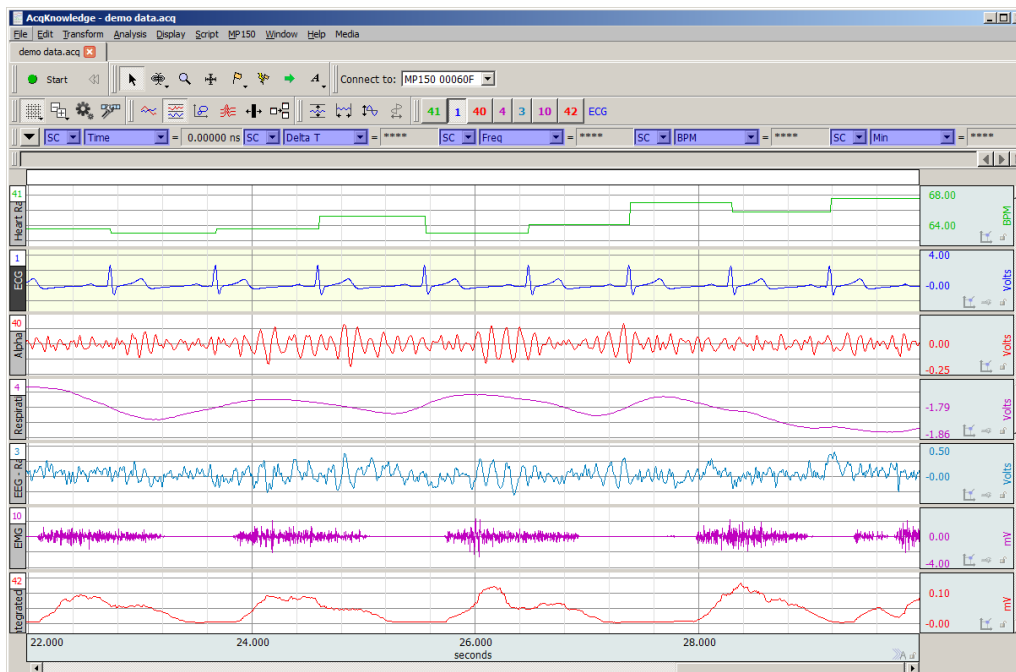 AcqKnowledge - demo data.acq
File Edit Transform Analysis Display Script MP150 Window Help Media
demo data.acq
Start A Connect to: MP150 00060F
41 1 40 4 3 10 42 ECG
SC Time = 0.00000 ns SC Delta T = **** SC Freq = **** SC BPM = **** SC Min = ****
41 Heart Ra 68.00 64.00 BPM
1 ECG 4.00 -0.00 Volts
40 Alpha 0.00 -0.25 Volts
4 Respirati -1.79 -1.86 Volts
3 EEG - Ra 0.50 -0.00 Volts
10 EMG 0.00 -4.00 mV
42 ntegrated 0.10 -0.00 mV
22.000 24.000 26.000 28.000
seconds
A